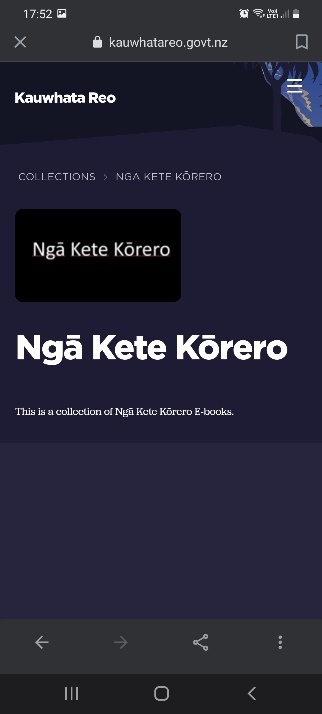 17:52
kauwhatareo.govt.nz
Kauwhata Reo
COLLECTIONS > NGA KETE KŌRERO
Ngā Kete Kōrero
Ngā Kete Kōrero
This is a collection of Ngā Kete Kōrero E-books.